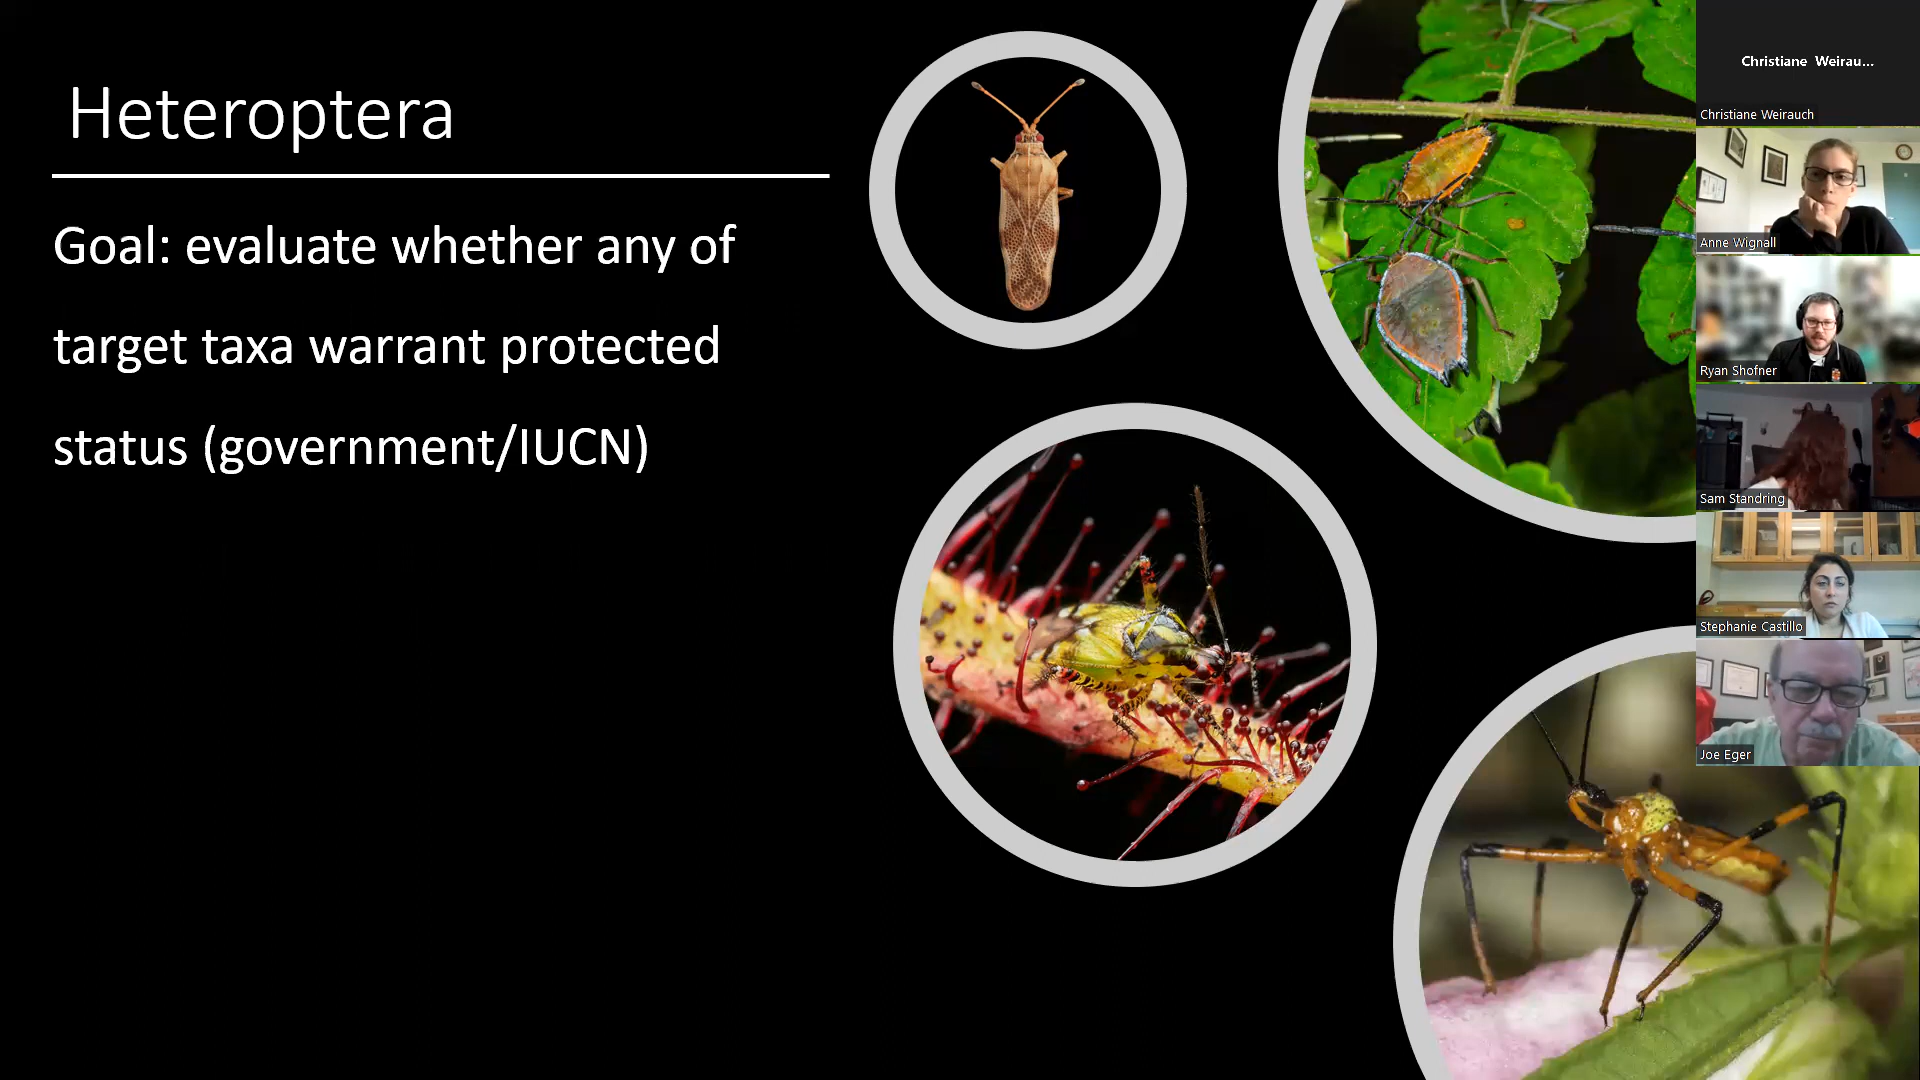 Heteroptera
Goal: evaluate whether any of
target taxa warrant protected
status (government/IUCN)
Christiane Weirau...
Christiane Weirauch
Anne Wignall
Ryan Shofner
Sam Standring
Stephanie Castillo
Joe Eger